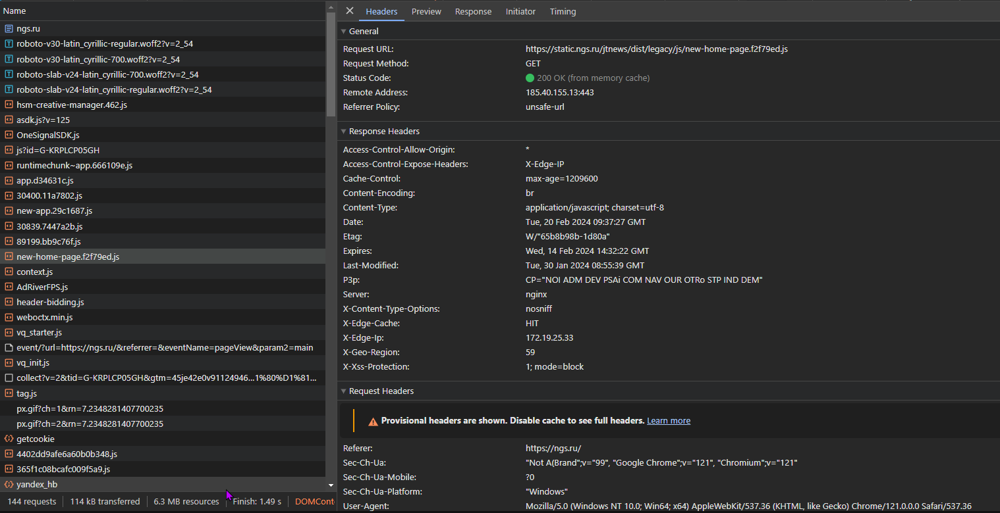 Name
ngs.ru
roboto-v30-latin_cyrillic-regular.woff2?v=2_54
roboto-v30-latin_cyrillic-700.woff2?v=2_54
roboto-slab-v24-latin_cyrillic-700.woff2?v=2_54
roboto-slab-v24-latin_cyrillic-regular.woff2?v=2_54
hsm-creative-manager.462.js
asdk.js?v=125
OneSignalSDK.js
js?id=G-KRPLCP05GH
runtimechunk~app.666109e.js
app.d34631c.js
30400.11a7802.js
new-app.29c1687.js
30839.7447a2b.js
89199.bb9c76f.js
new-home-page.f2f79ed.js
context.js
AdRiverFPS.js
header-bidding.js
weboctx.min.js
vq_starter.js
event/?url=https://ngs.ru/&referrer=&eventName=pageView&param2=main
vq_init.js
collect?v=2&tid=G-KRPLCP05GH&gtm=45je42e0v91124946...1%80%D1%81...
tag.js
px.gif?ch=1&rn=7.2348281407700235
px.gif?ch=2&rn=7.2348281407700235
getcookie
4402dd9afe6a60b0b348.js
365f1c08bcafc009f5a9.js
yandex_hb
144 requests 114 kB transferred 6.3 MB resources Finish: 1.49 s DOMCont
Headers Preview Response Initiator Timing
General
Request URL: https://static.ngs.ru/jtnews/dist/legacy/js/new-home-page.f2f79ed.js
Request Method: GET
Status Code: 200 OK (from memory cache)
Remote Address: 185.40.155.13:443
Referrer Policy: unsafe-url
Response Headers
Access-Control-Allow-Origin: *
Access-Control-Expose-Headers: X-Edge-IP
Cache-Control: max-age=1209600
Content-Encoding: br
Content-Type: application/javascript; charset=utf-8
Date: Tue, 20 Feb 2024 09:37:27 GMT
Etag: W/"65b8b98b-1d80a"
Expires: Wed, 14 Feb 2024 14:32:22 GMT
Last-Modified: Tue, 30 Jan 2024 08:55:39 GMT
P3p: CP="NOI ADM DEV PSAi COM NAV OUR OTRo STP IND DEM"
Server: nginx
X-Content-Type-Options: nosniff
X-Edge-Cache: HIT
X-Edge-Ip: 172.19.25.33
X-Geo-Region: 59
X-Xss-Protection: 1; mode=block
Request Headers
Provisional headers are shown. Disable cache to see full headers. Learn more
Referer: https://ngs.ru/
Sec-Ch-Ua: "Not A(Brand";v="99", "Google Chrome";v="121", "Chromium";v="121"
Sec-Ch-Ua-Mobile: ?0
Sec-Ch-Ua-Platform: "Windows"
User-Agent: Mozilla/5.0 (Windows NT 10.0; Win64; x64) AppleWebKit/537.36 (KHTML, like Gecko) Chrome/121.0.0.0 Safari/537.36